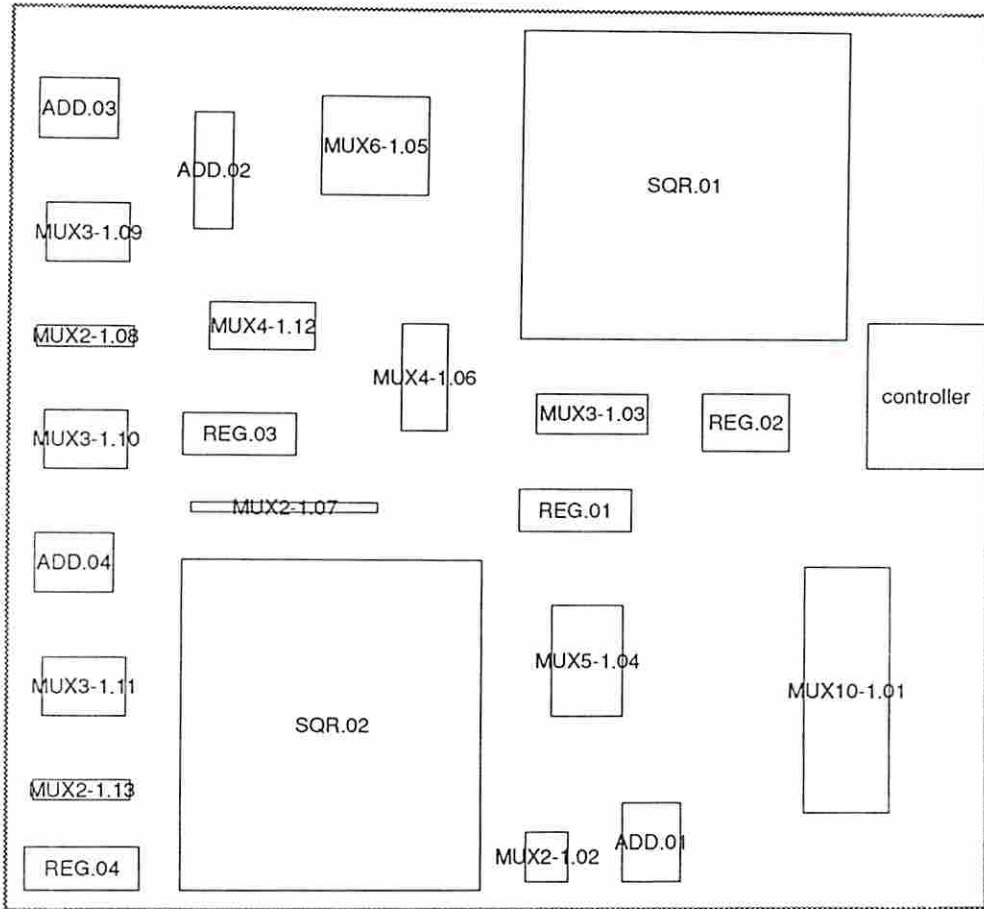 ADD.03
ADD.02
MUX6-1.05
SQR.01
MUX3-1.09
MUX2-1.08
MUX4-1.12
MUX4-1.06
controller
MUX3-1.03
REG.02
MUX3-1.10
REG.03
MUX2-1.07
REG.01
ADD.04
MUX5-1.04
MUX3-1.11
MUX10-1.01
SQR.02
MUX2-1.13
ADD.01
MUX2-1.02
REG.04